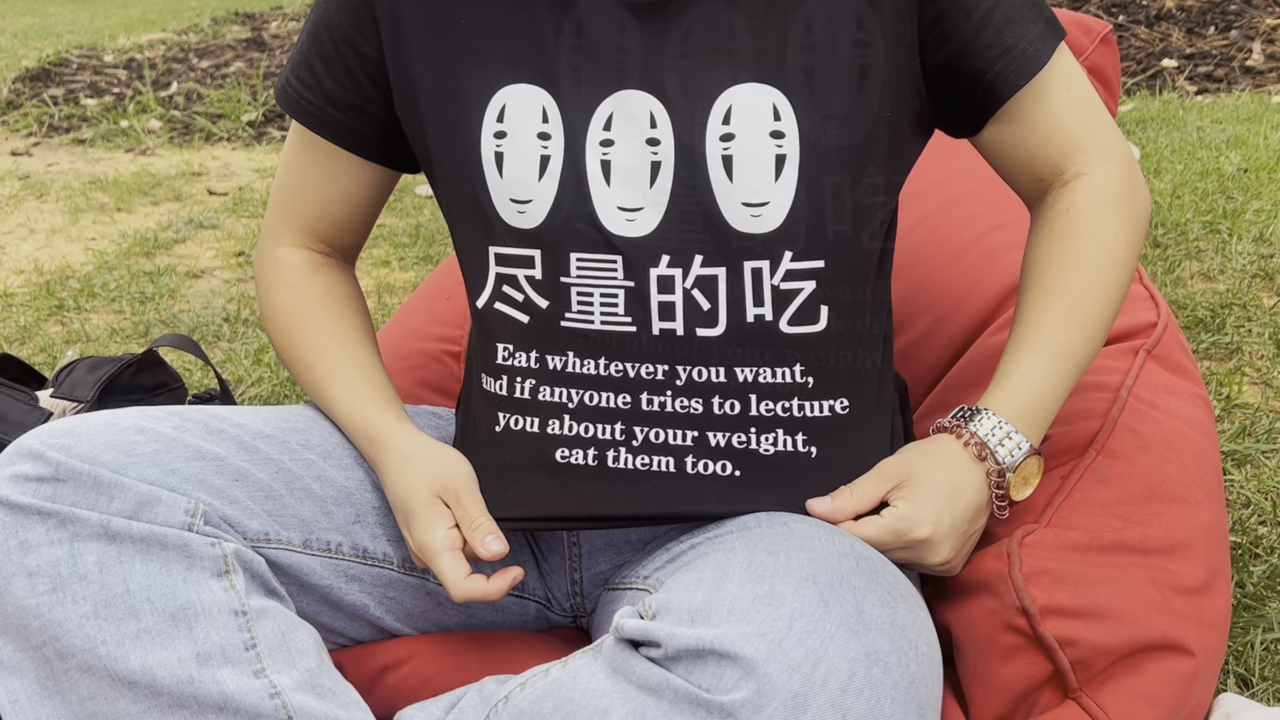 尽量的吃
Eat whatever you want,
and if anyone tries to lecture
you about your weight,
eat them too.